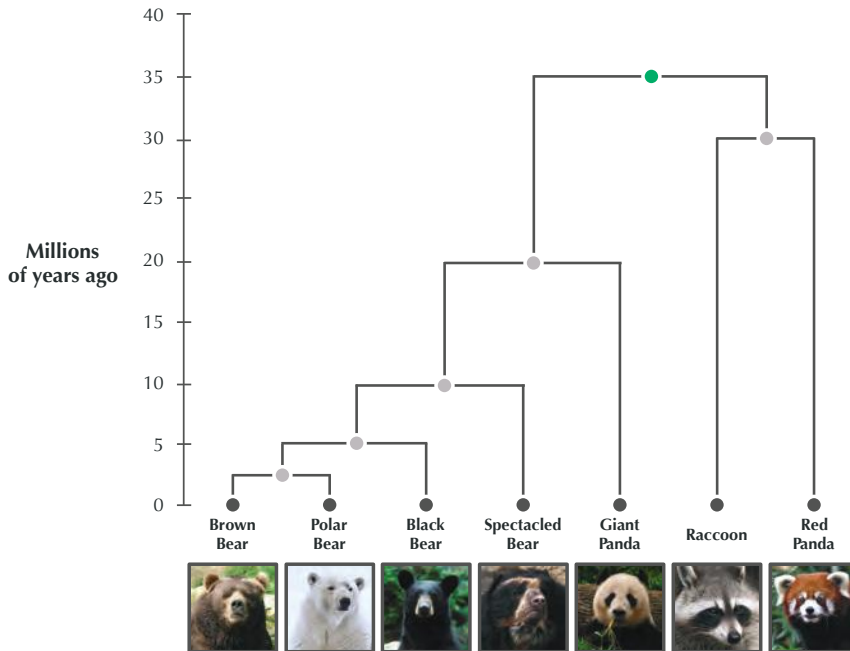 40
35
30
25
20
15
10
5
0
Millions
of years ago
Brown
Bear
Polar
Bear
Black
Bear
Spectacled
Bear
Giant
Panda
Raccoon
Red
Panda